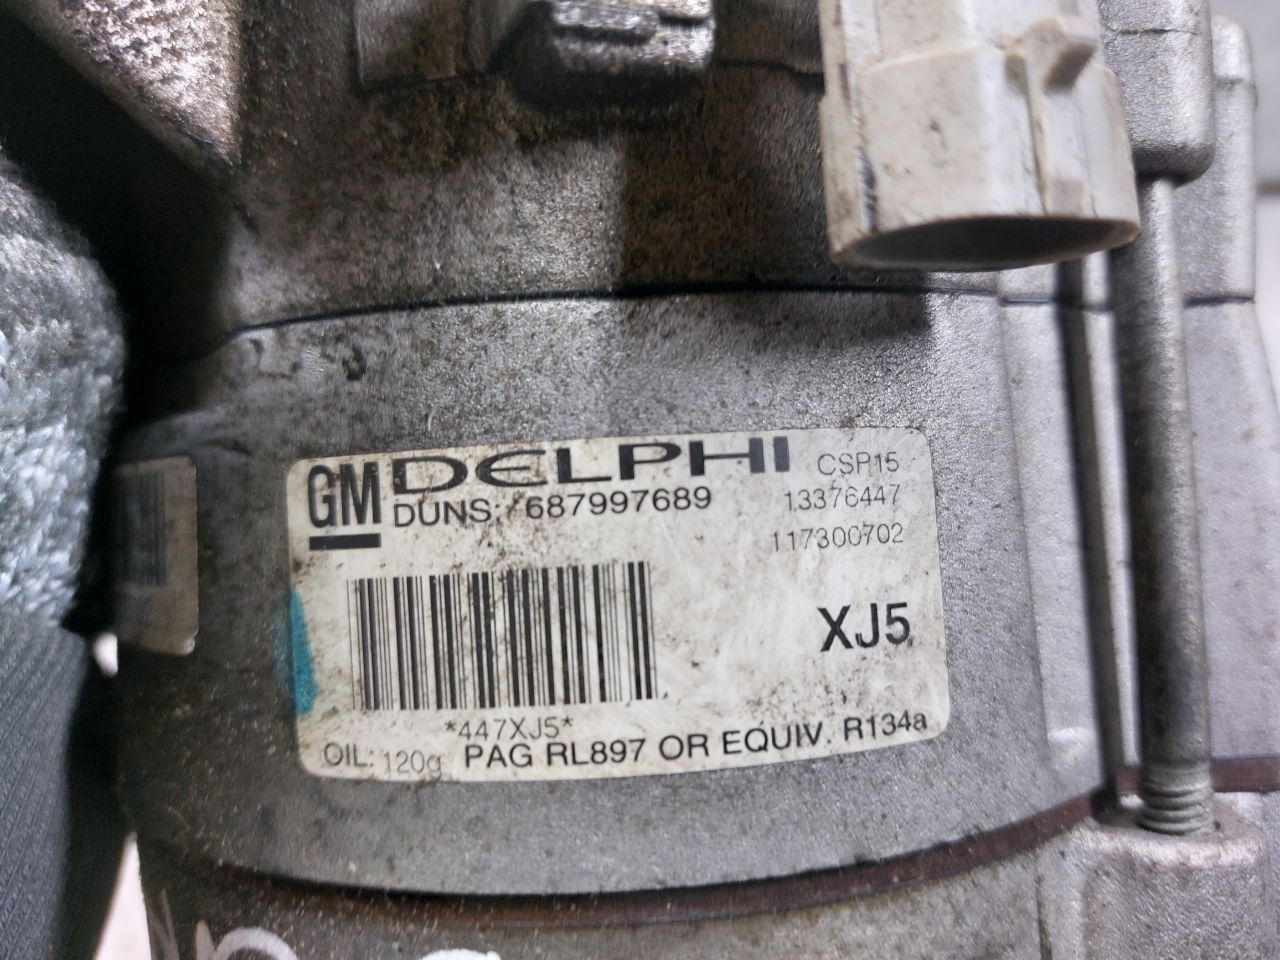 GM DELPHI CSP15
DUNS: 687997689 13376447
117300702
XJ5
*447XJ5*
OIL: 120g PAG RL897 OR EQUIV. R134a